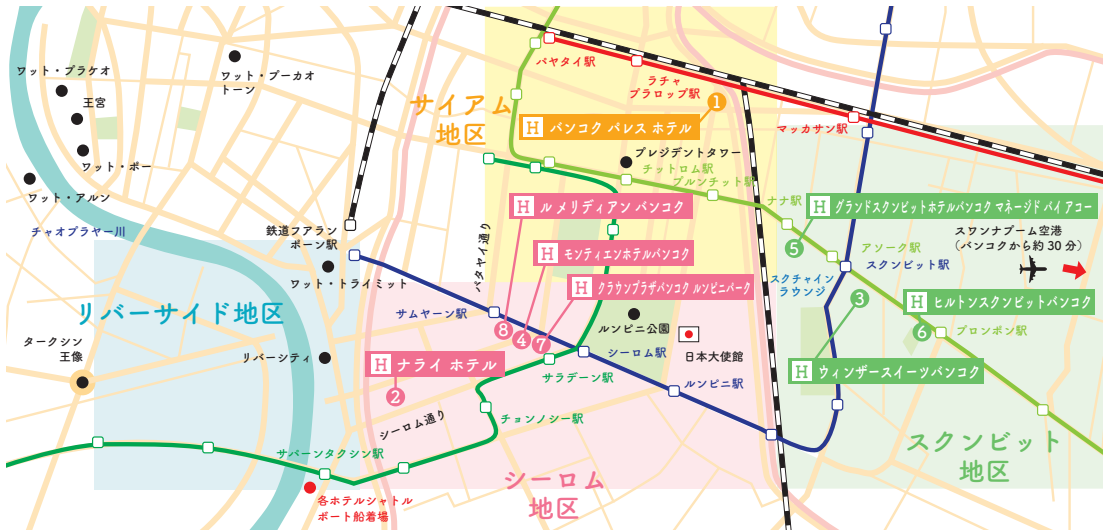 ワット・プラケオ
王宮
ワット・プーカオ
トーン
ワット・ポー
ワット・アルン
チャオプラヤー川
鉄道フアラン
ポーン駅
ワット・トライミット
パヤタイ駅
ラチャ
プラロップ駅
マッカサン駅
サイアム
地区
1
H バンコク パレス ホテル
プレジデントタワー
チットロム駅
プルンチット駅
ナナ駅
H ル メリディアン バンコク
H グランドスクンビットホテルバンコク マネージド バイ アコー
5
パタヤイ通り
H モンティエンホテルバンコク
アソーク駅
スクンビット駅
スワンナブーム空港
(バンコクから約 30 分)
H クラウンプラザバンコク ルンピニパーク
スクチャイン
ラウンジ
3
H ヒルトンスクンビットバンコク
リバーサイド地区
サムヤーン駅
8
4
7
ルンピニ公園
6
プロンポン駅
タークシン
王像
リバーシティ
シーロム駅
日本大使館
H ナライ ホテル
2
サラデーン駅
ルンピニ駅
H ウィンザースイーツバンコク
シーロム通り
チョンノシー駅
サパーンタクシン駅
スクンビット
地区
シーロム
地区
各ホテルシャトル
ボート船着場